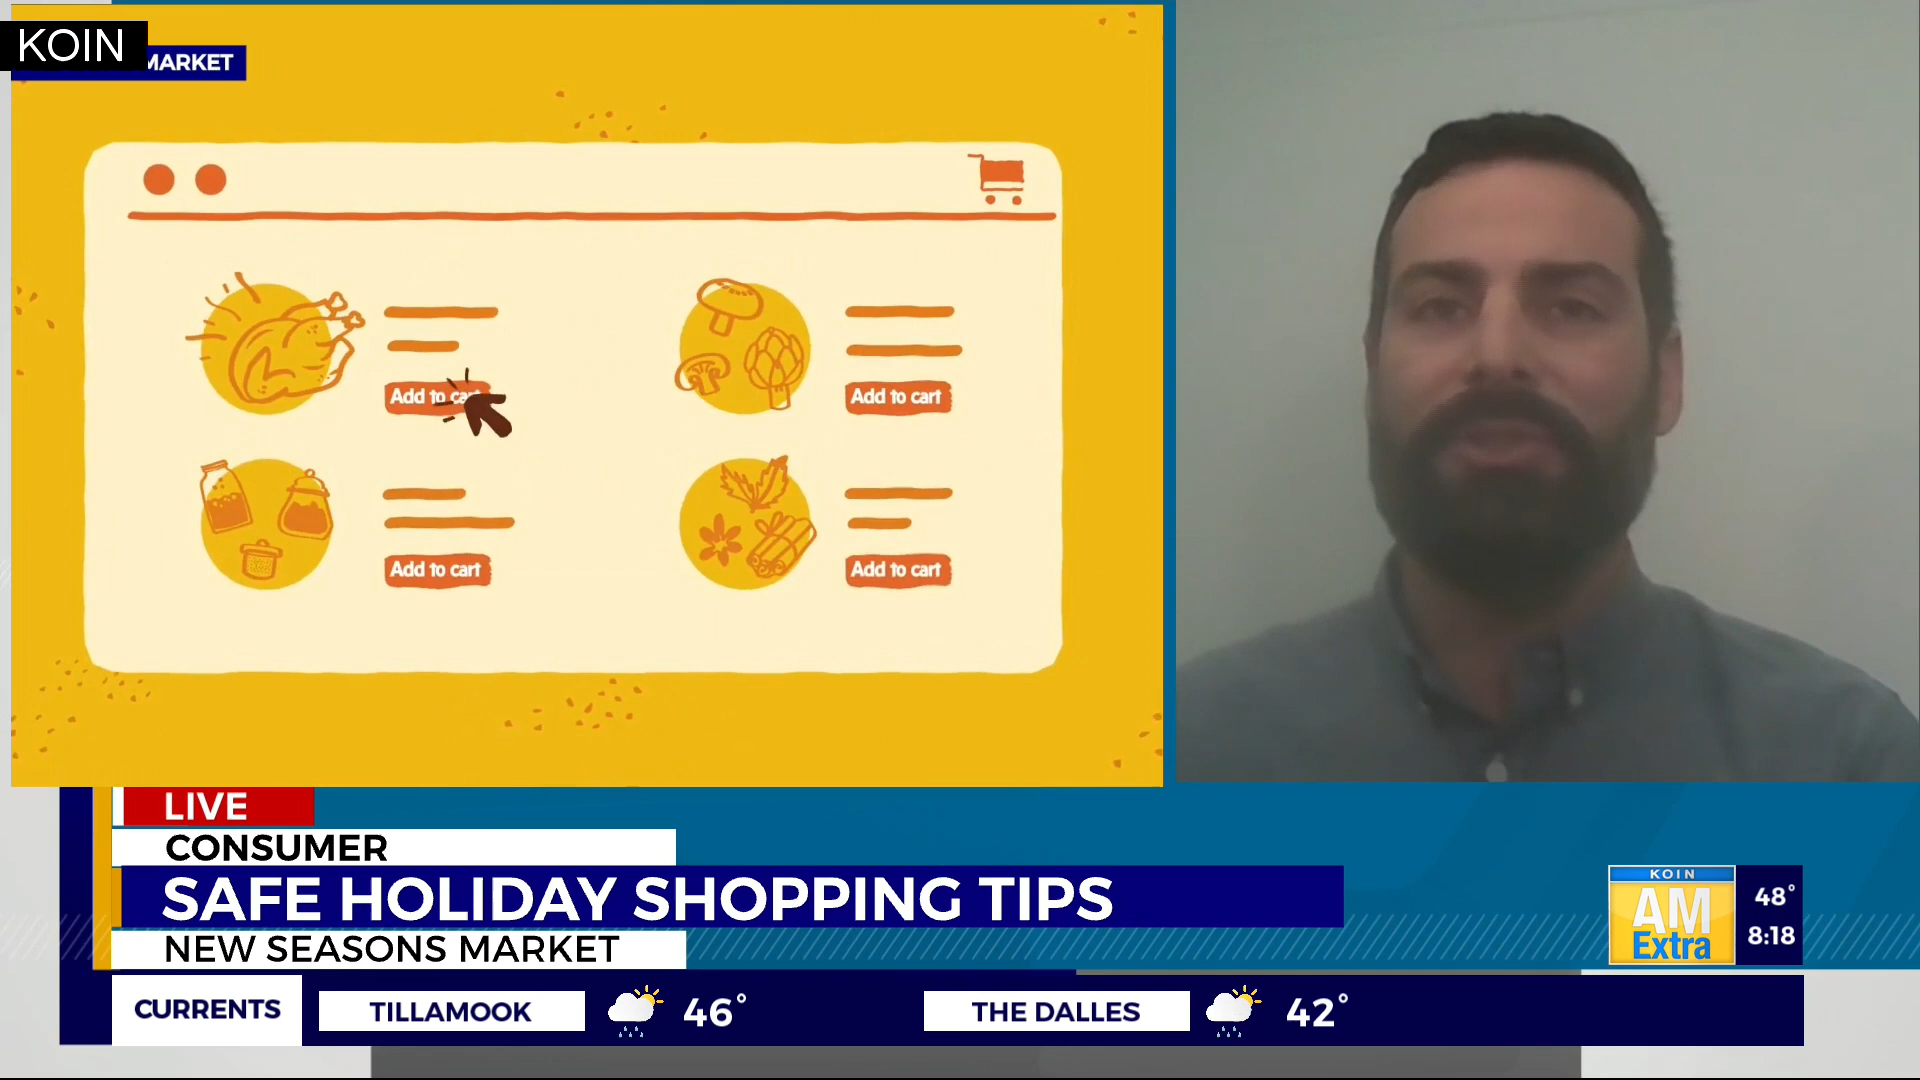 KOIN
MARKET
Add to cart
Add to cart
Add to cart
Add to cart
LIVE
CONSUMER
SAFE HOLIDAY SHOPPING TIPS
NEW SEASONS MARKET
KOIN
AM
Extra
48°
8:18
CURRENTS
TILLAMOOK
46°
THE DALLES
42°